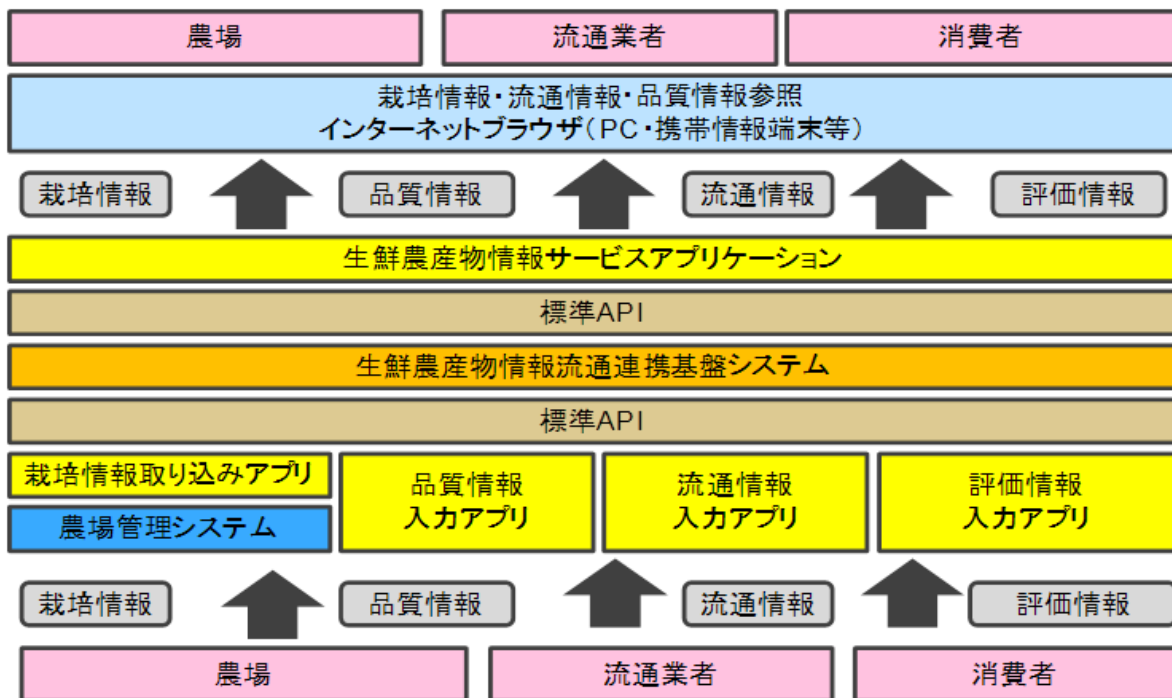 農場
流通業者
消費者
栽培情報・流通情報・品質情報参照
インターネットブラウザ(PC・携帯情報端末等)
栽培情報
品質情報
流通情報
評価情報
生鮮農産物情報サービスアプリケーション
標準API
生鮮農産物情報流通連携基盤システム
標準API
栽培情報取り込みアプリ
農場管理システム
品質情報
入力アプリ
流通情報
入力アプリ
評価情報
入力アプリ
栽培情報
品質情報
流通情報
評価情報
農場
流通業者
消費者